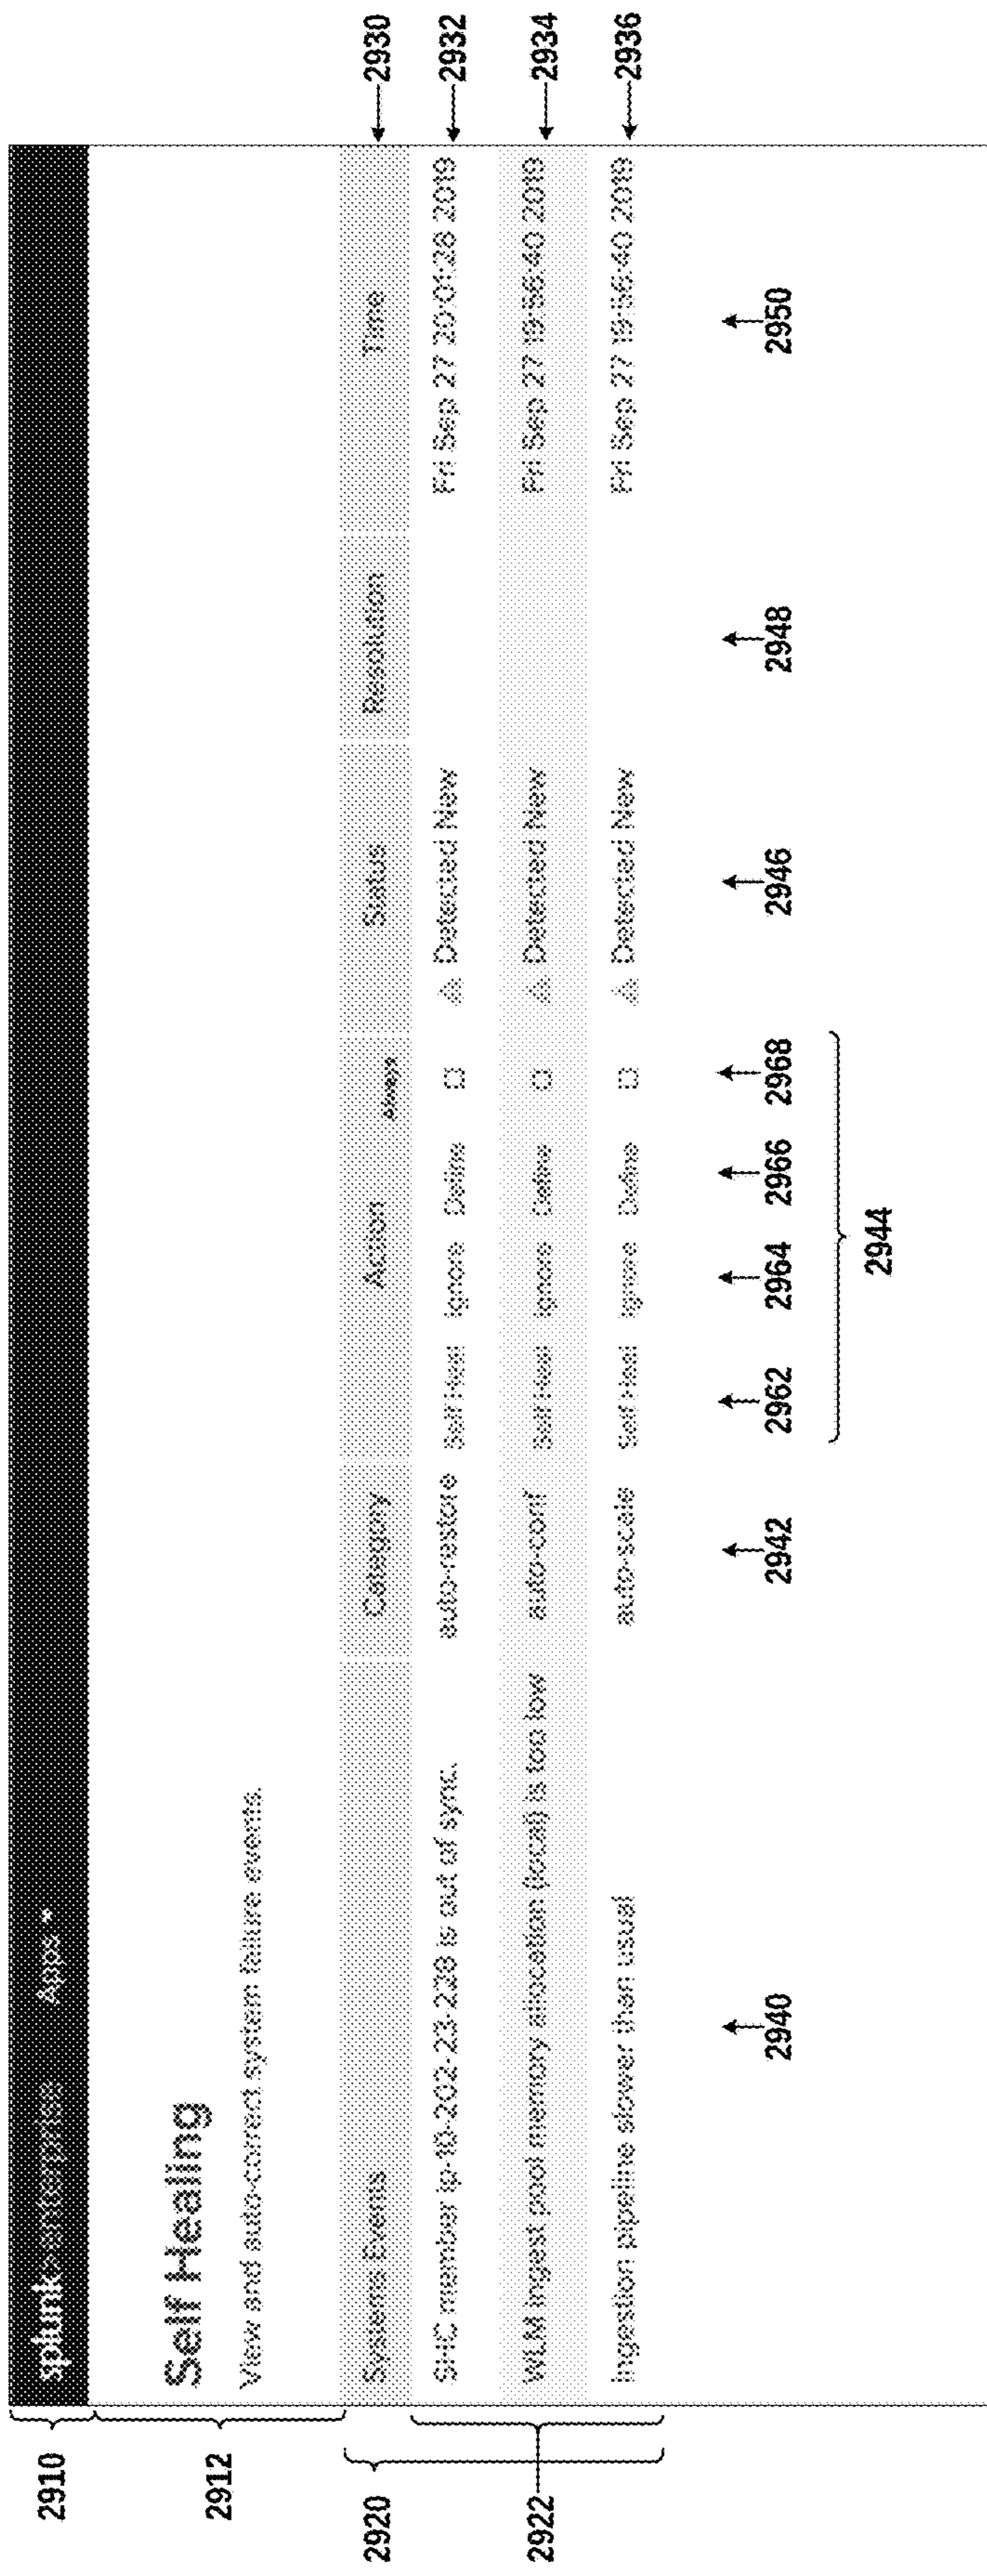 2910
splunk>enterprise Apps
2912
Self Healing
View and auto-correct system failure events.
2920
Systems Events Category Action Always Status Resolution Time
2930
2922
SHC member ip-10-202-23-228 is out of sync. auto-restore Self Heal Ignore Define Detected New Fri Sep 27 20:01:28 2019
2932
WLM ingest pool memory allocation (local) is too low auto-conf Self Heal Ignore Define Detected New Fri Sep 27 19:56:40 2019
2934
Ingestion pipeline slower than usual auto-scale Self Heal Ignore Define Detected New Fri Sep 27 19:56:40 2019
2936
2940 2942 2962 2964 2966 2968 2946 2948 2950
2944